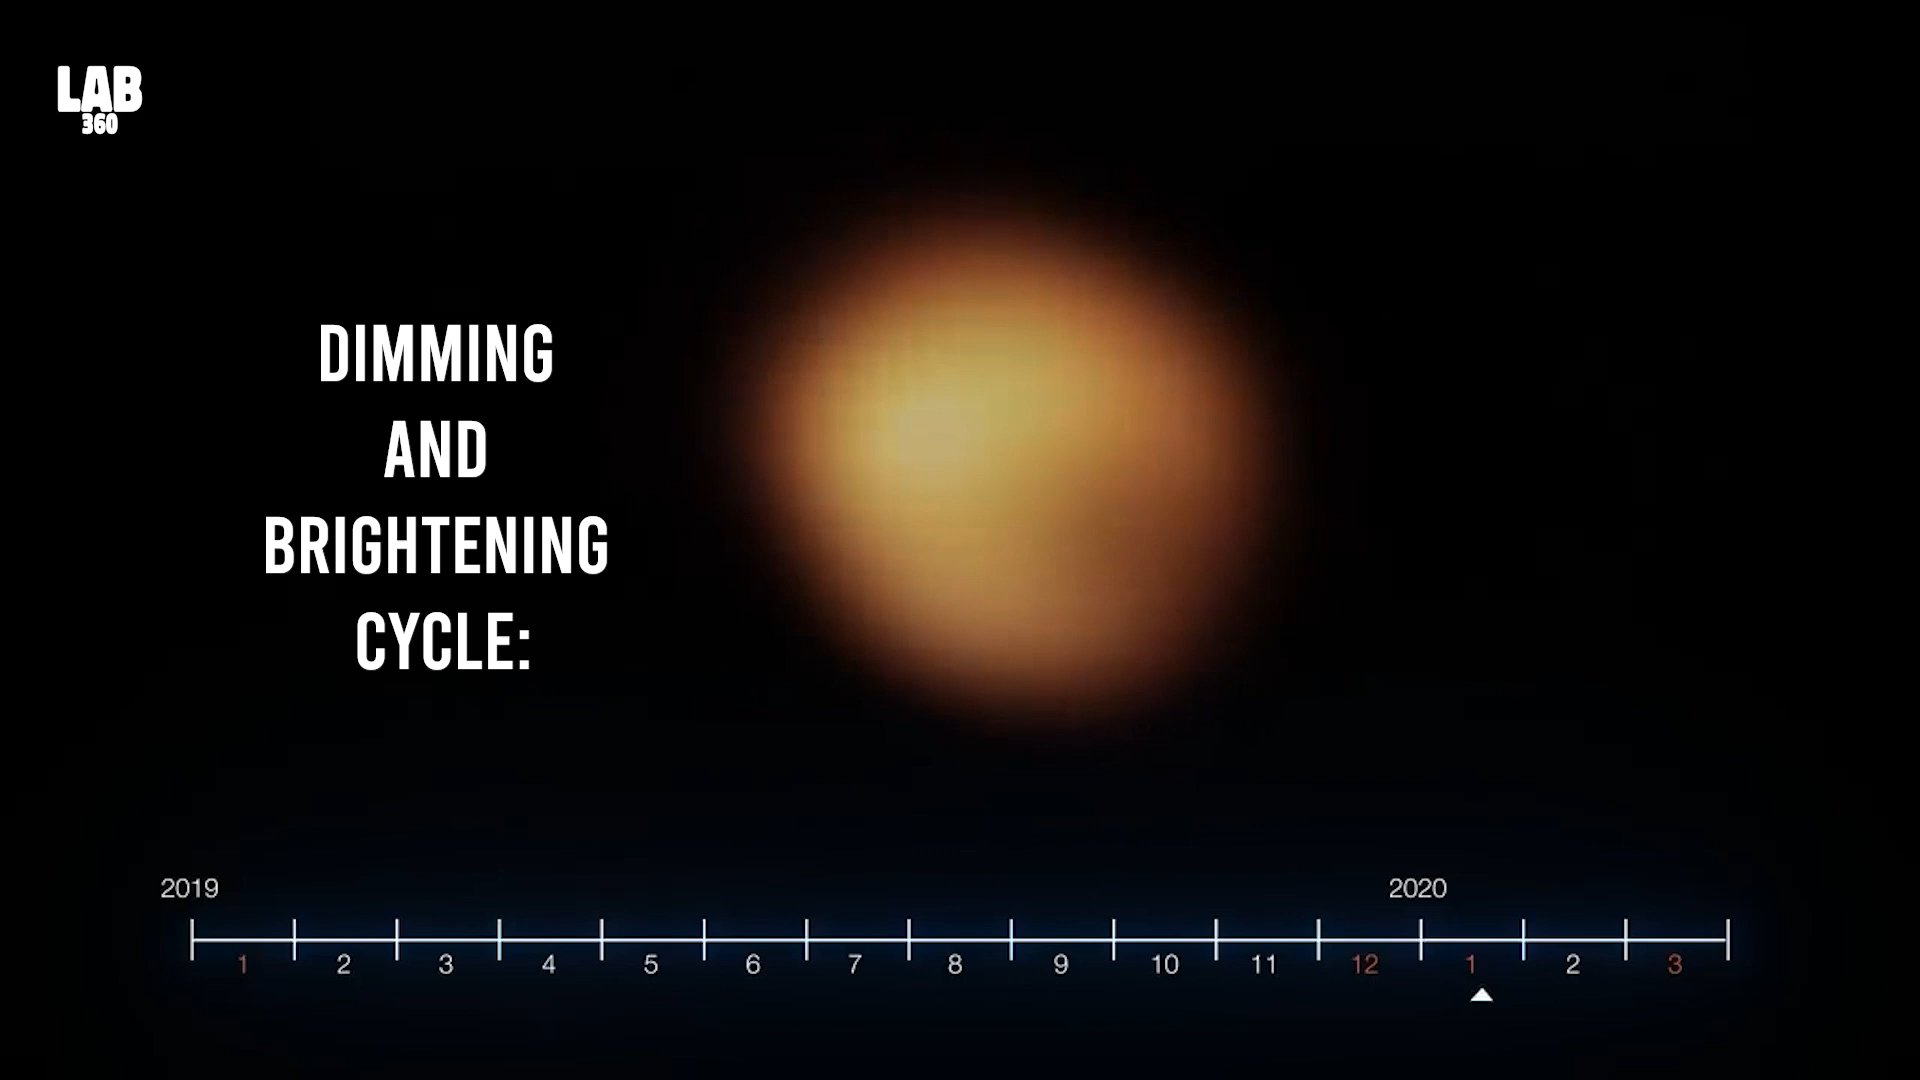 LAB
360
DIMMING
AND
BRIGHTENING
CYCLE:
2019 2020
1 2 3 4 5 6 7 8 9 10 11 12 1 2 3